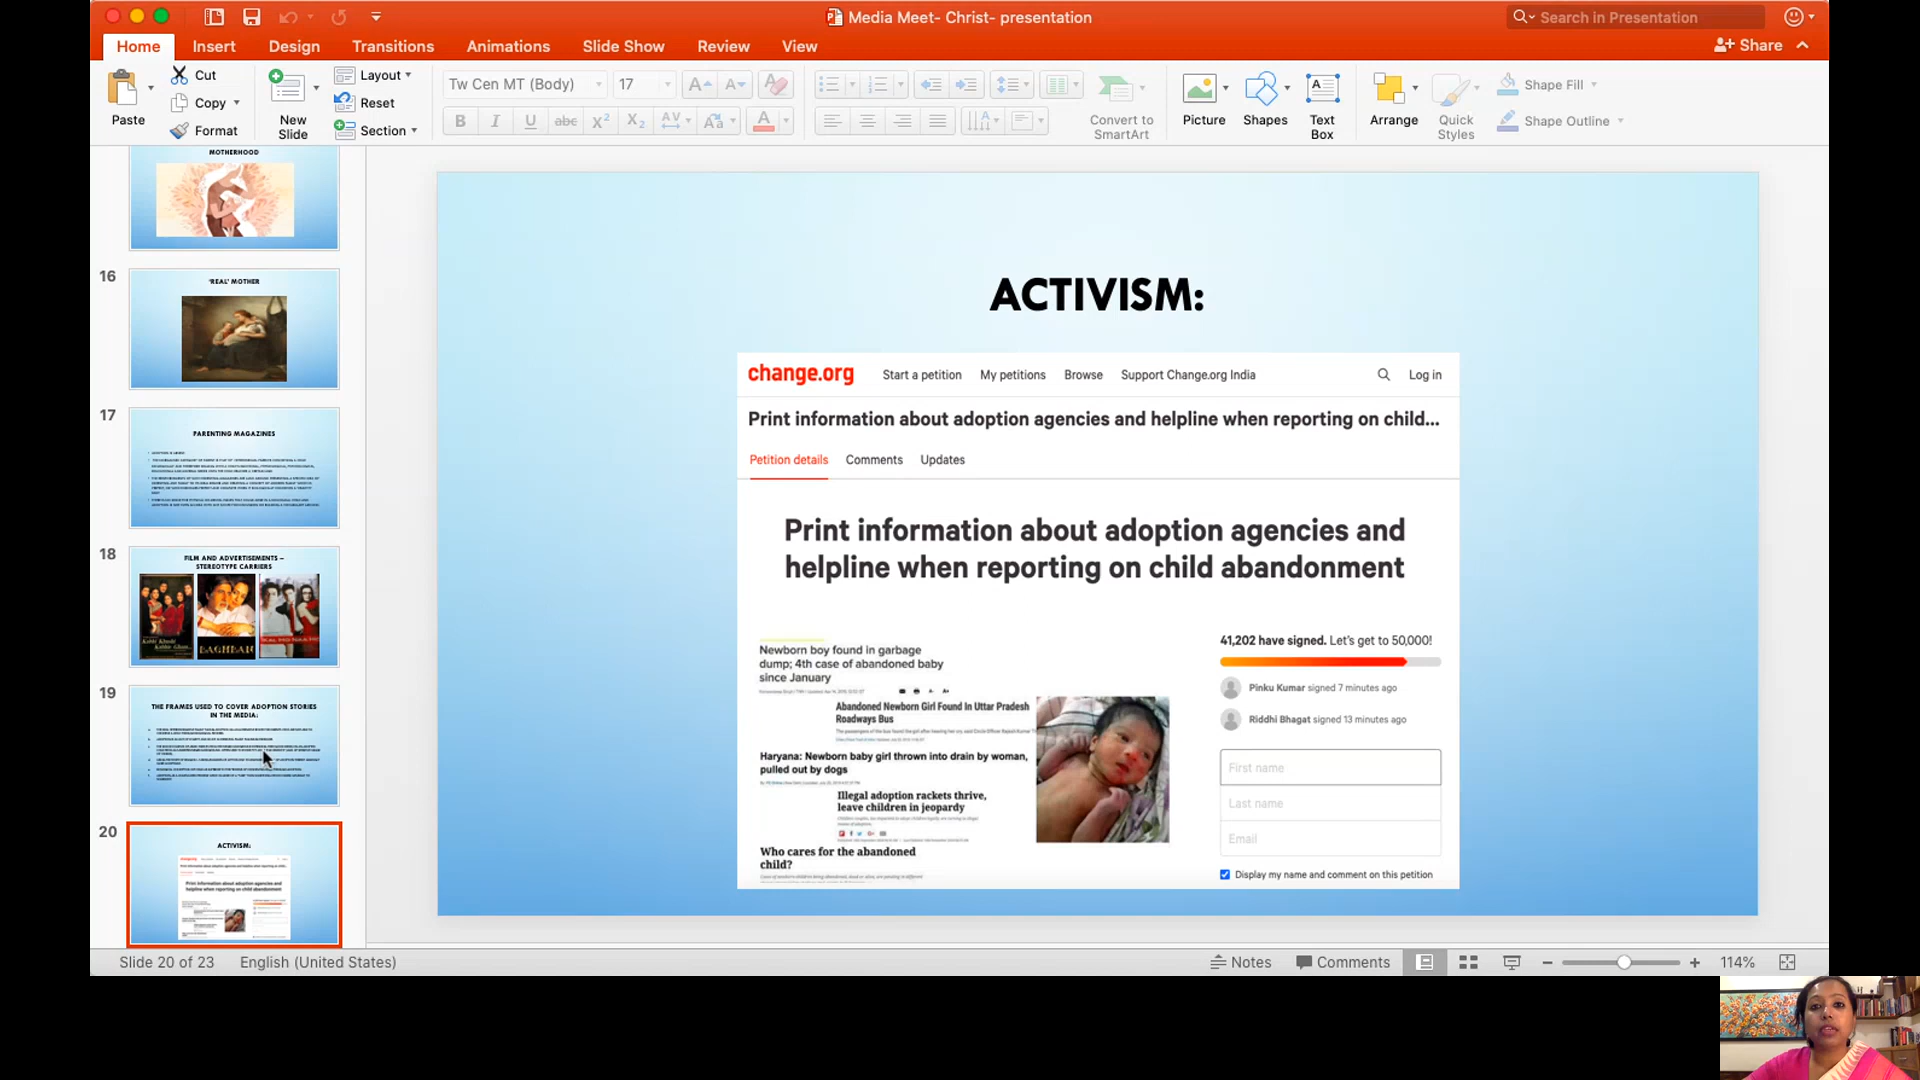 Media Meet- Christ- presentation
Search in Presentation
Home
Insert
Design
Transitions
Animations
Slide Show
Review
View
Share
Paste
Cut
Copy
Format
New
Slide
Layout
Reset
Section
Tw Cen MT (Body)
17
Convert to
SmartArt
Picture
Shapes
Text
Box
Arrange
Quick
Styles
Shape Fill
Shape Outline
MOTHERHOOD
16
'REAL' MOTHER
17
PARENTING MAGAZINES
18
FILM AND ADVERTISEMENTS –
STEREOTYPE CARRIERS
BAGHBAN
19
THE FRAMES USED TO COVER ADOPTION STORIES
IN THE MEDIA:
20
ACTIVISM:
ACTIVISM:
change.org
Start a petition
My petitions
Browse
Support Change.org India
Log in
Print information about adoption agencies and helpline when reporting on child...
Petition details
Comments
Updates
Print information about adoption agencies and
helpline when reporting on child abandonment
Newborn boy found in garbage
dump; 4th case of abandoned baby
since January
Abandoned Newborn Girl Found In Uttar Pradesh
Roadways Bus
Haryana: Newborn baby girl thrown into drain by woman,
pulled out by dogs
Illegal adoption rackets thrive,
leave children in jeopardy
Who cares for the abandoned
child?
41,202 have signed. Let's get to 50,000!
Pinku Kumar signed 7 minutes ago
Riddhi Bhagat signed 13 minutes ago
First name
Last name
Email
Display my name and comment on this petition
Slide 20 of 23
English (United States)
Notes
Comments
114%